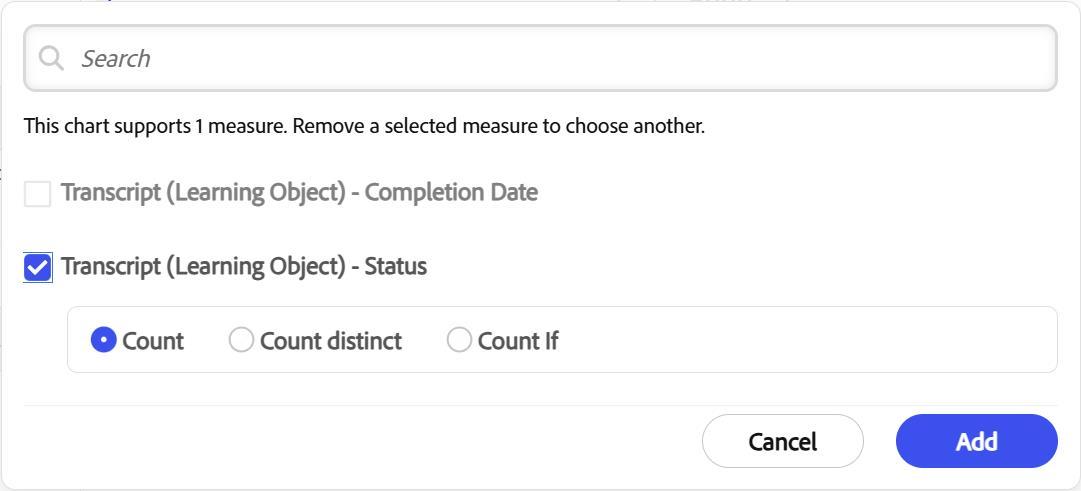 Search
This chart supports 1 measure. Remove a selected measure to choose another.
Transcript (Learning Object) - Completion Date
Transcript (Learning Object) - Status
Count Count distinct Count If
Cancel Add